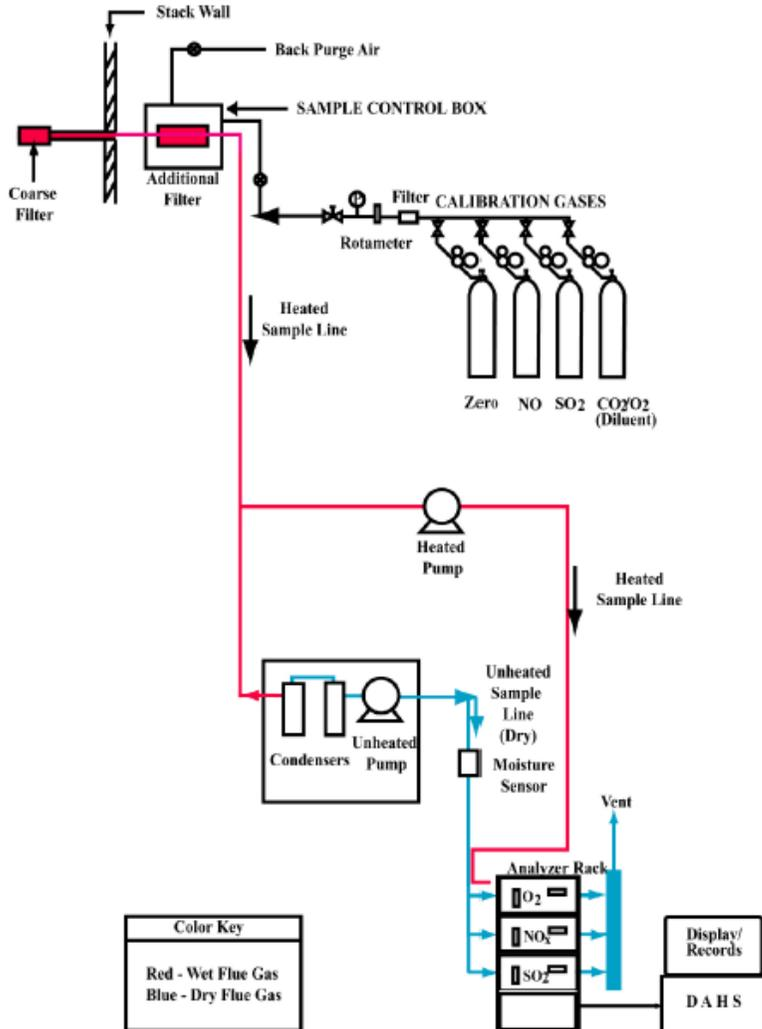 Stack Wall
Back Purge Air
SAMPLE CONTROL BOX
Coarse
Filter
Additional
Filter
Filter
CALIBRATION GASES
Rotameter
Heated
Sample Line
Zero
NO
SO2
CO2/O2
(Diluent)
Heated
Pump
Heated
Sample Line
Unheated
Sample
Line
(Dry)
Condensers
Unheated
Pump
Moisture
Sensor
Vent
Analyzer Rack
O2
NOx
SO2
Display/
Records
D A H S
Color Key
Red - Wet Flue Gas
Blue - Dry Flue Gas